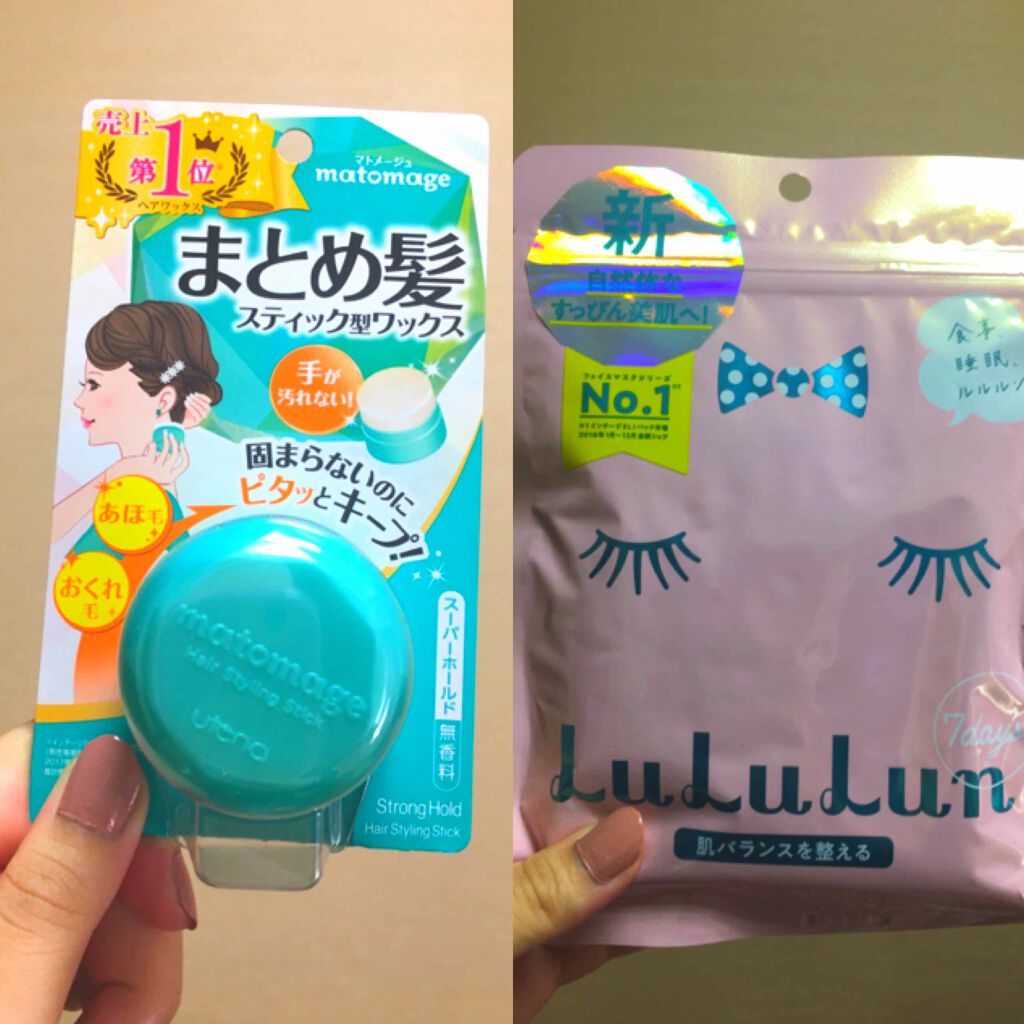 売上
第1位
ヘアワックス
マトメージュ
matomage
まとめ髪
スティック型ワックス
手が
汚れない!
固まらないのに
ピタッとキープ!
あほ毛
おくれ
毛
matomage
Hair Styling Stick
utena
スーパーホールド
無香料
Strong Hold
Hair Styling Stick
新
自然体な
すっぴん美肌へ!
フェイスマスクシリーズ
No.1
食事、
睡眠、
ルルルン
7days
LuLuLun
肌バランスを整える